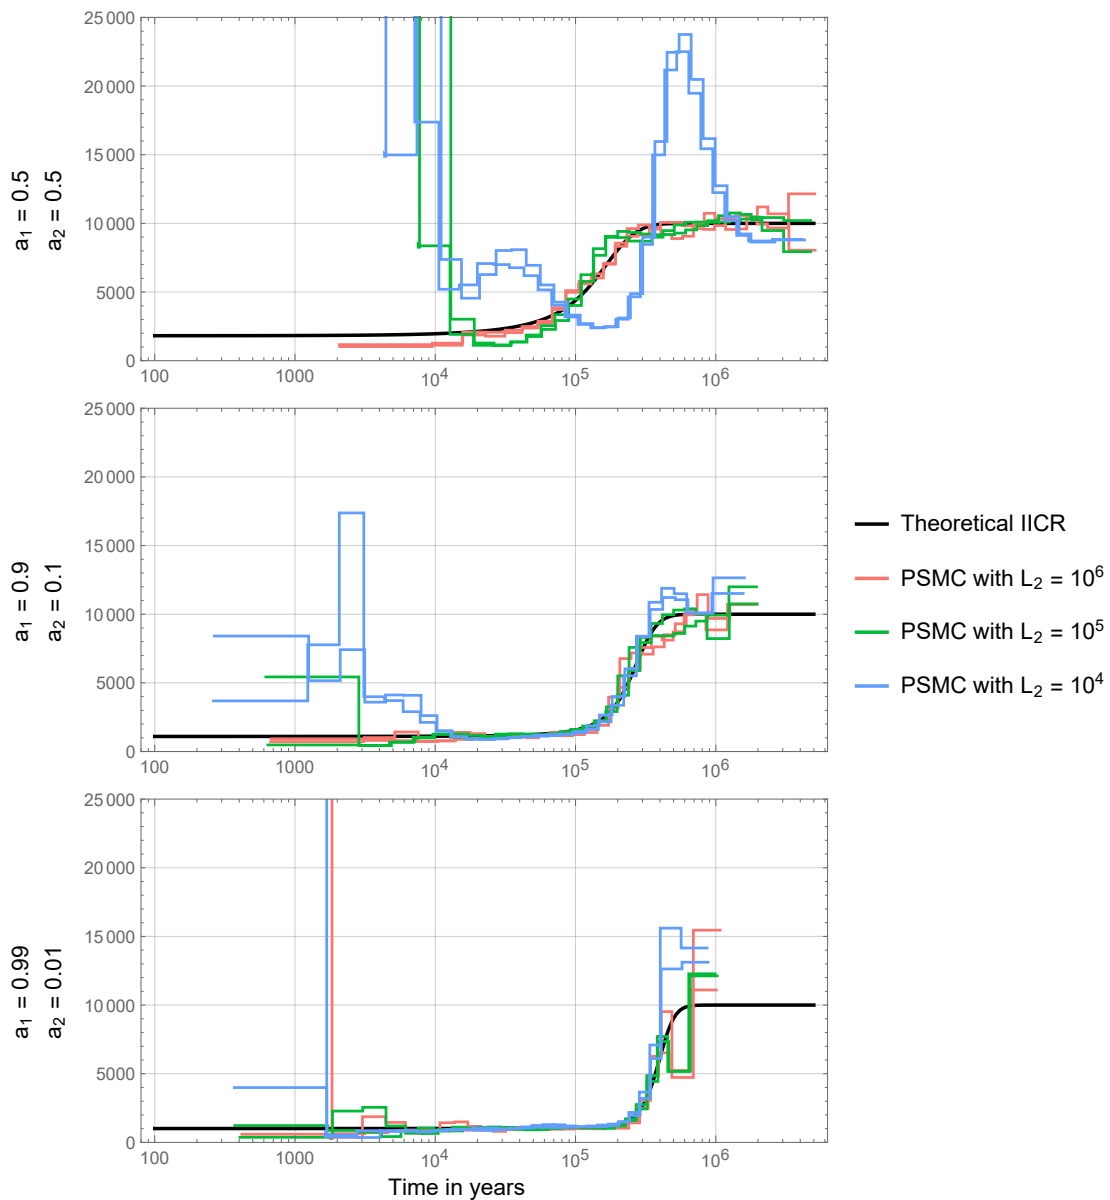 25 000
20 000
15 000
10 000
5000
0
100 1000 10⁴ 10⁵ 10⁶
a₁ = 0.5
a₂ = 0.5
25 000
20 000
15 000
10 000
5000
0
100 1000 10⁴ 10⁵ 10⁶
a₁ = 0.9
a₂ = 0.1
Theoretical IICR
PSMC with L₂ = 10⁶
PSMC with L₂ = 10⁵
PSMC with L₂ = 10⁴
25 000
20 000
15 000
10 000
5000
0
100 1000 10⁴ 10⁵ 10⁶
a₁ = 0.99
a₂ = 0.01
Time in years